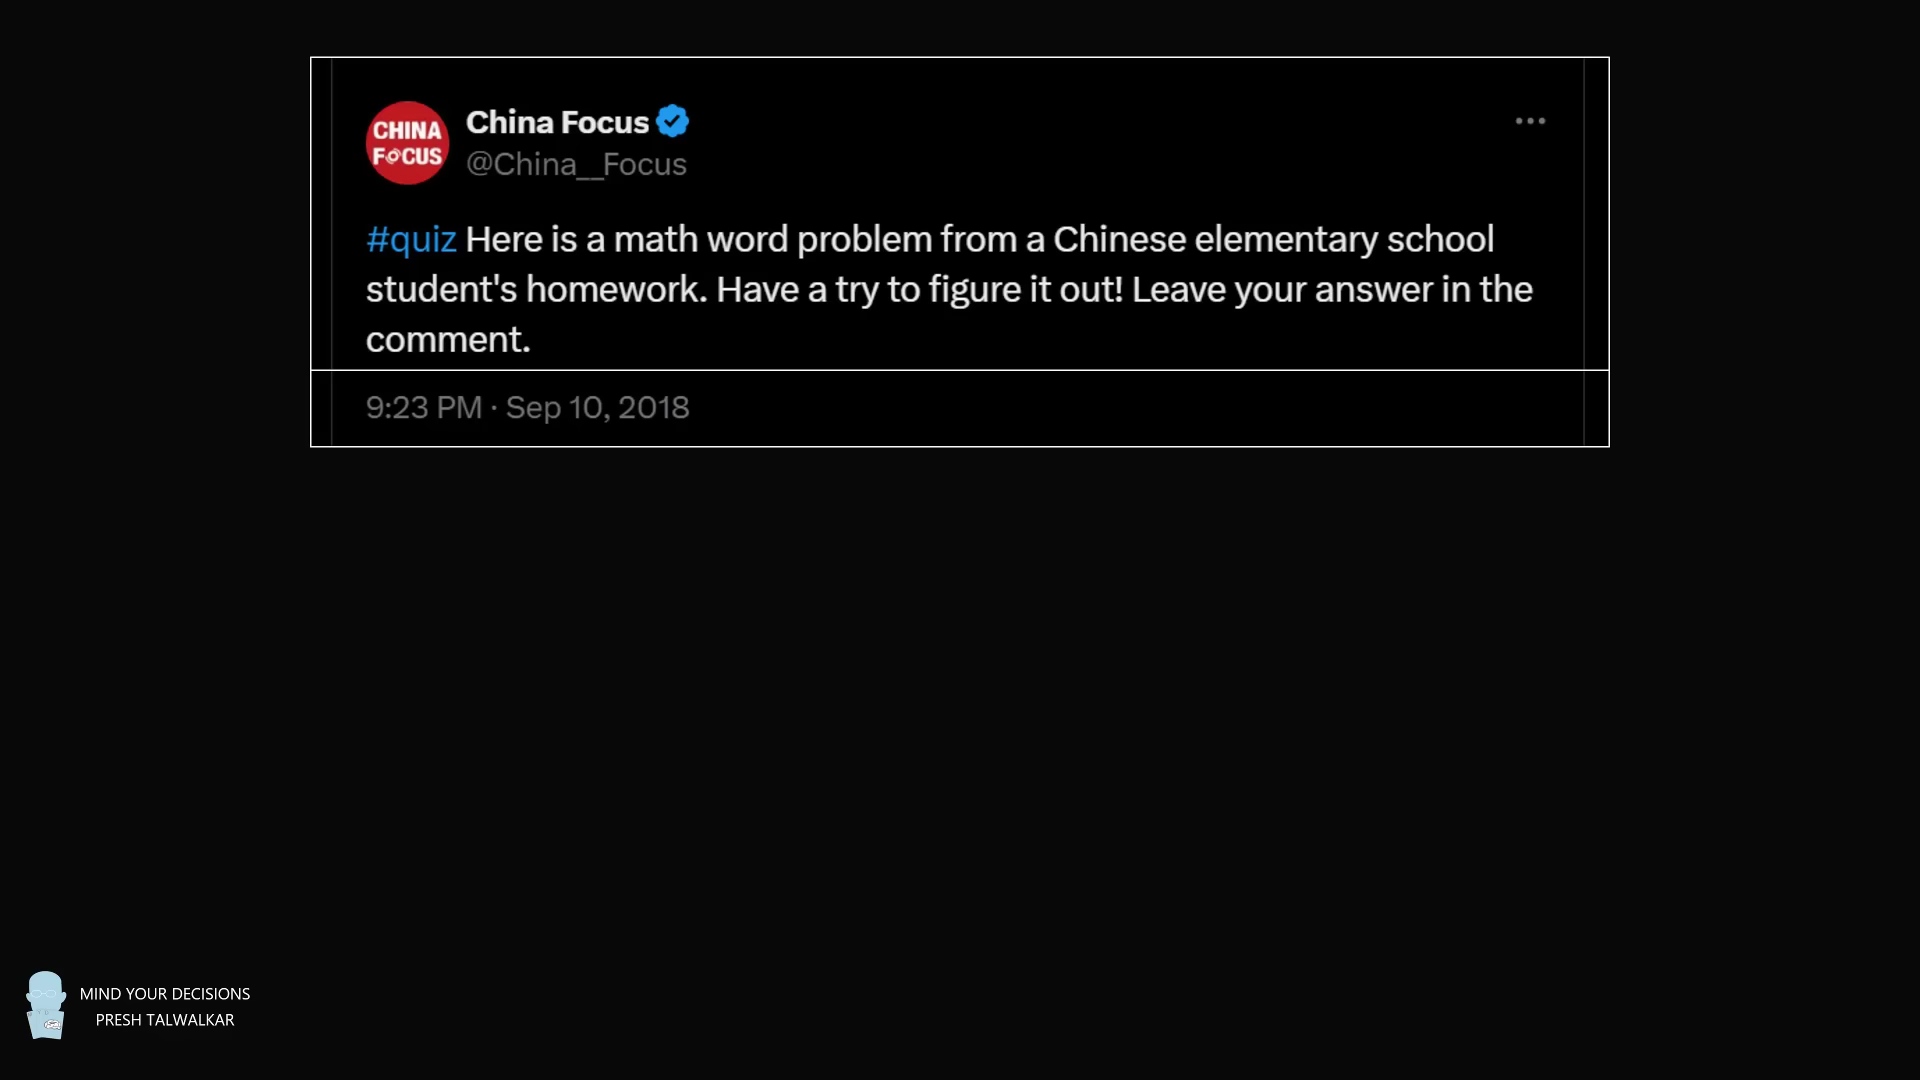 CHINA
FOCUS
China Focus
@China__Focus
#quiz Here is a math word problem from a Chinese elementary school
student's homework. Have a try to figure it out! Leave your answer in the
comment.
9:23 PM · Sep 10, 2018
MIND YOUR DECISIONS
PRESH TALWALKAR